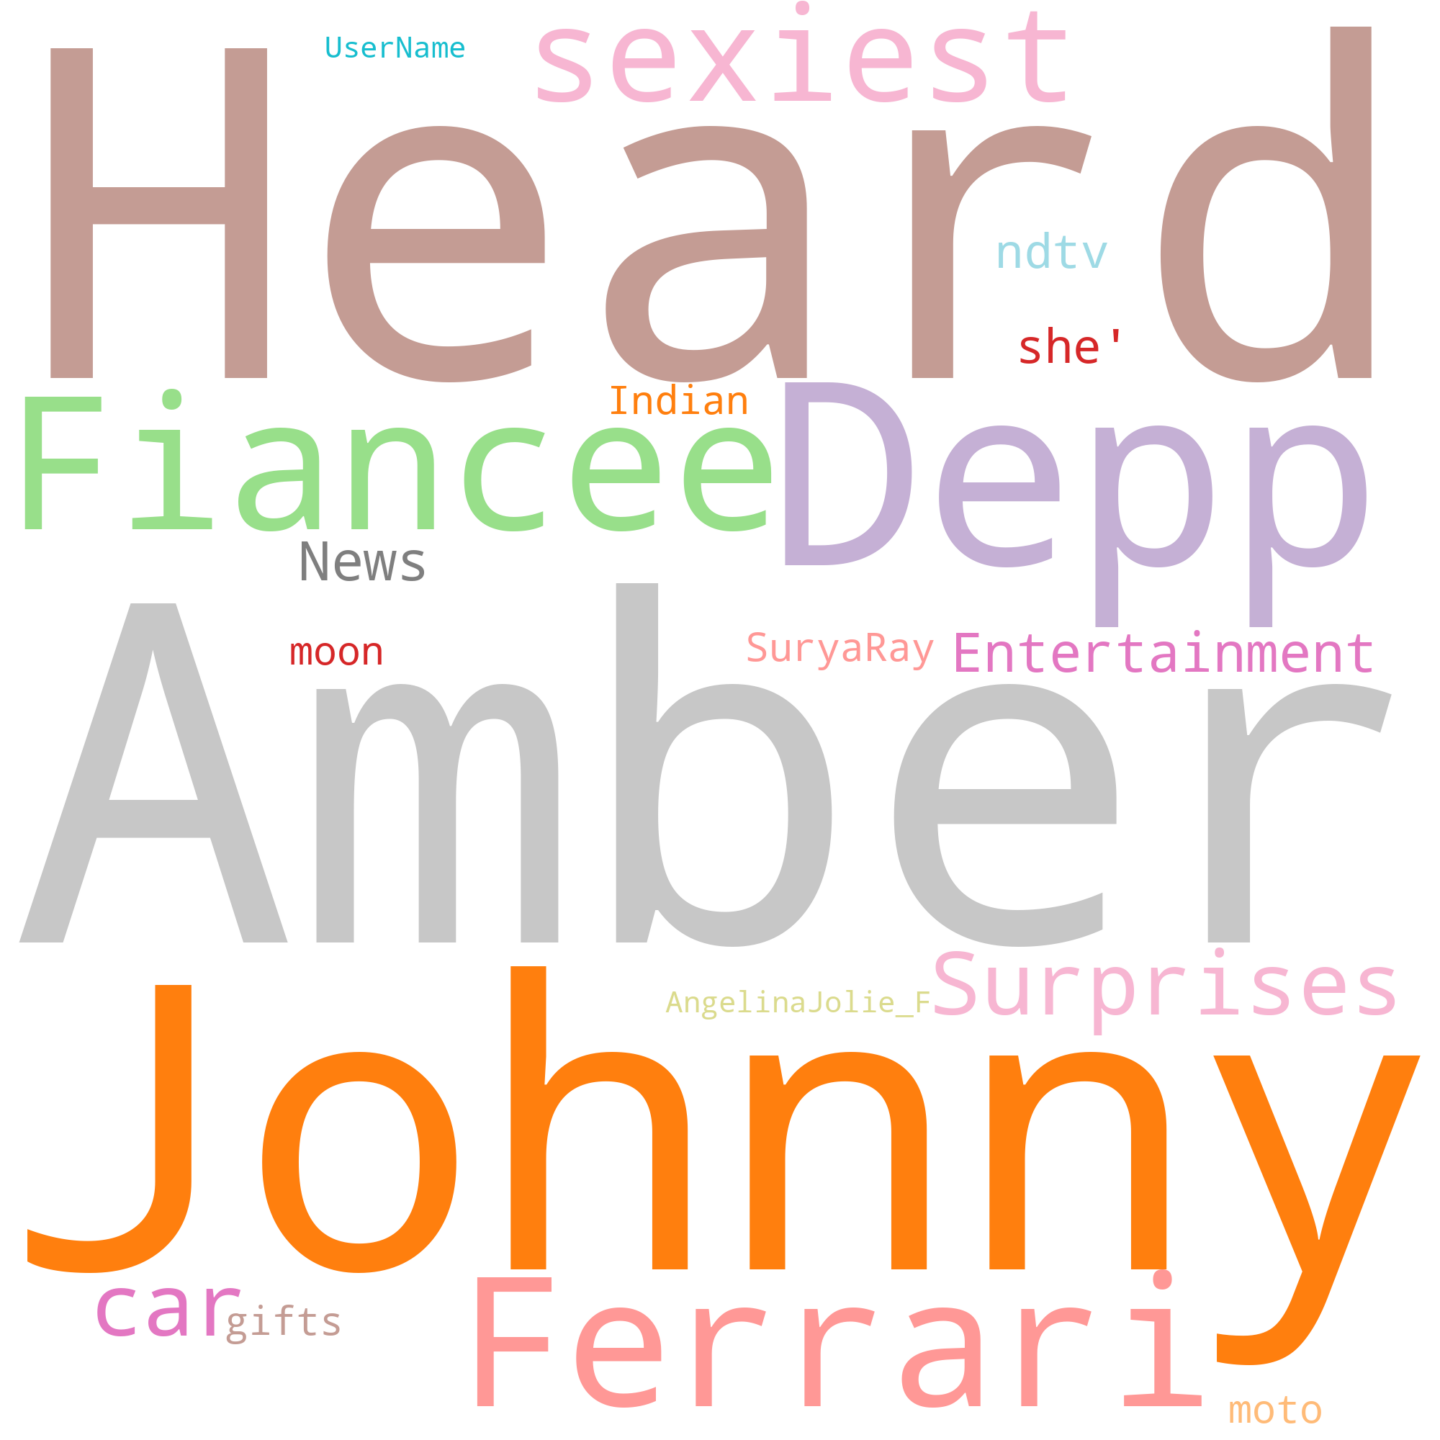 UserName
sexiest
Heard
ndtv
she'
Indian
Fiancee
Depp
News
moon
SuryaRay
Entertainment
Amber
AngelinaJolie_F
Surprises
Johnny
car
gifts
Ferrari
moto